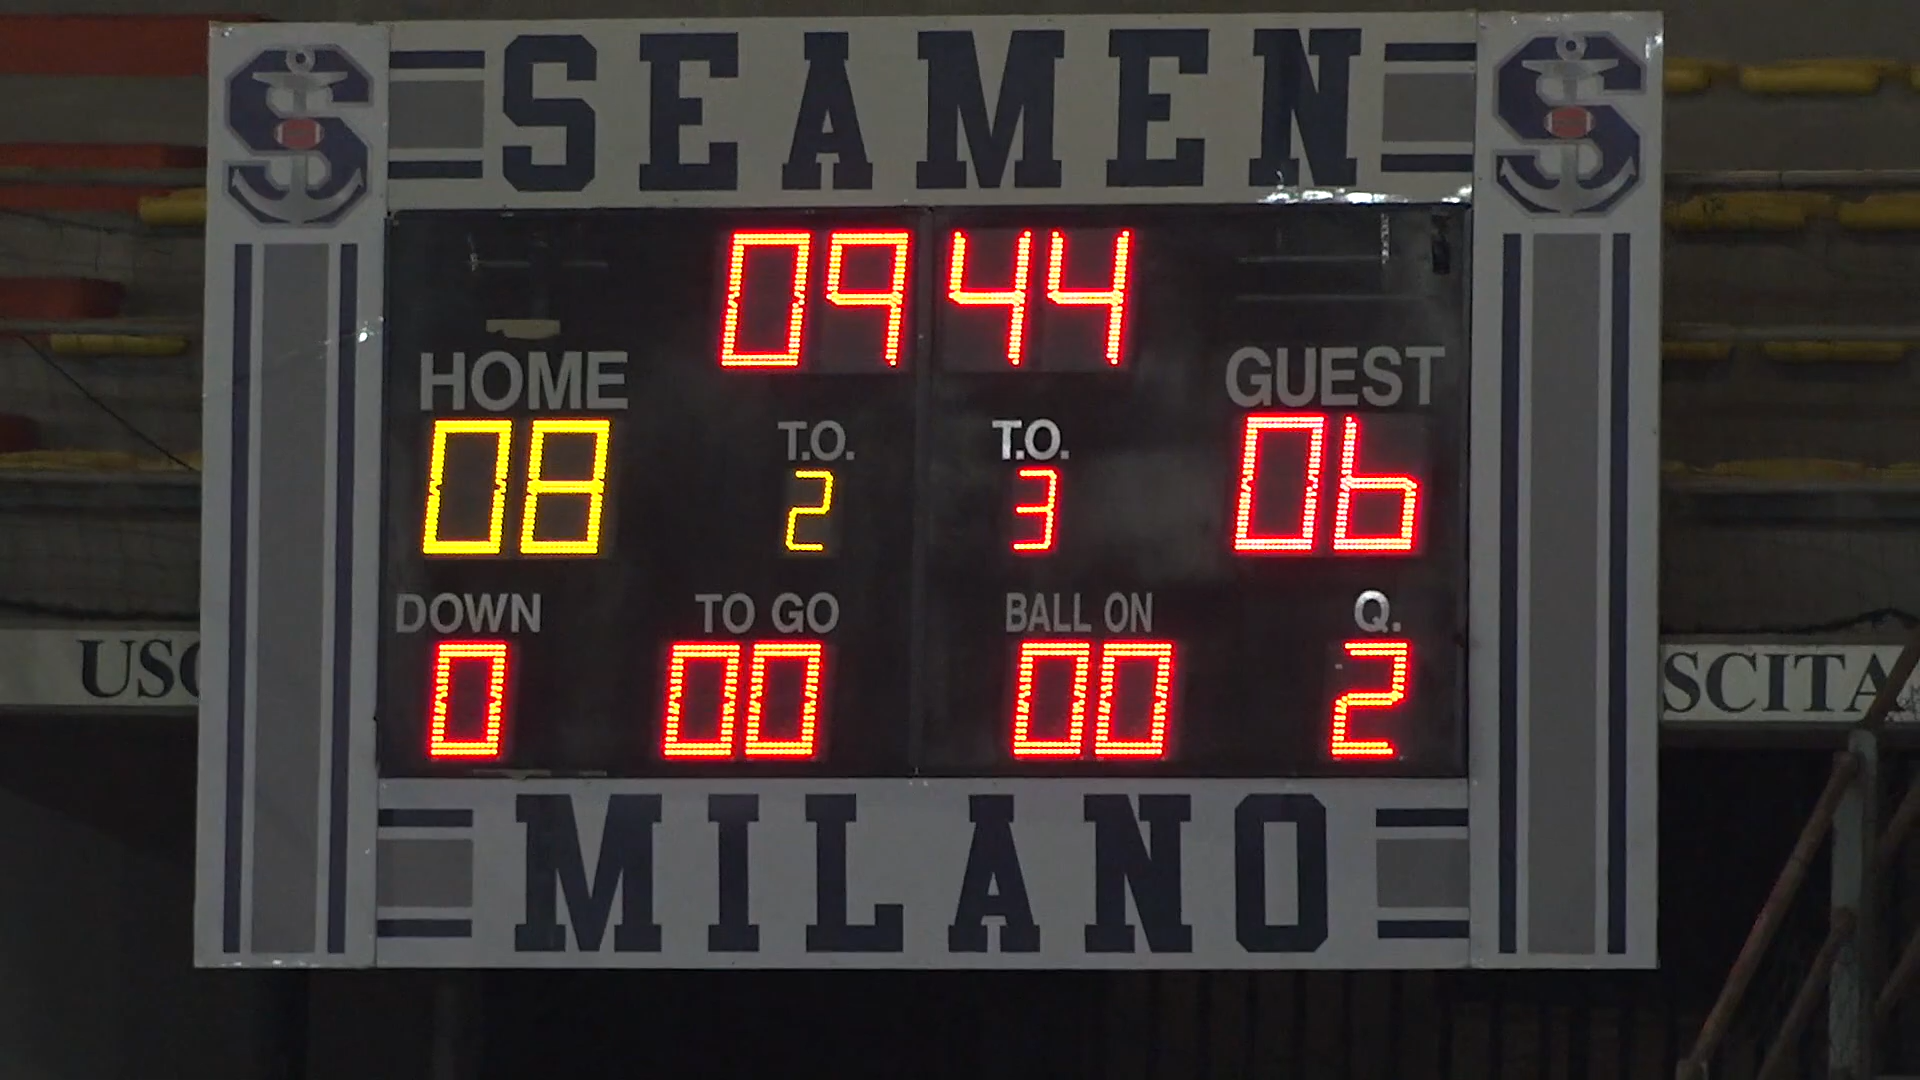 SEAMEN
09 44
HOME
GUEST
T.O.
T.O.
08
2
3
06
DOWN
TO GO
BALL ON
Q.
0
00
00
2
USC
SCITA
MILANO